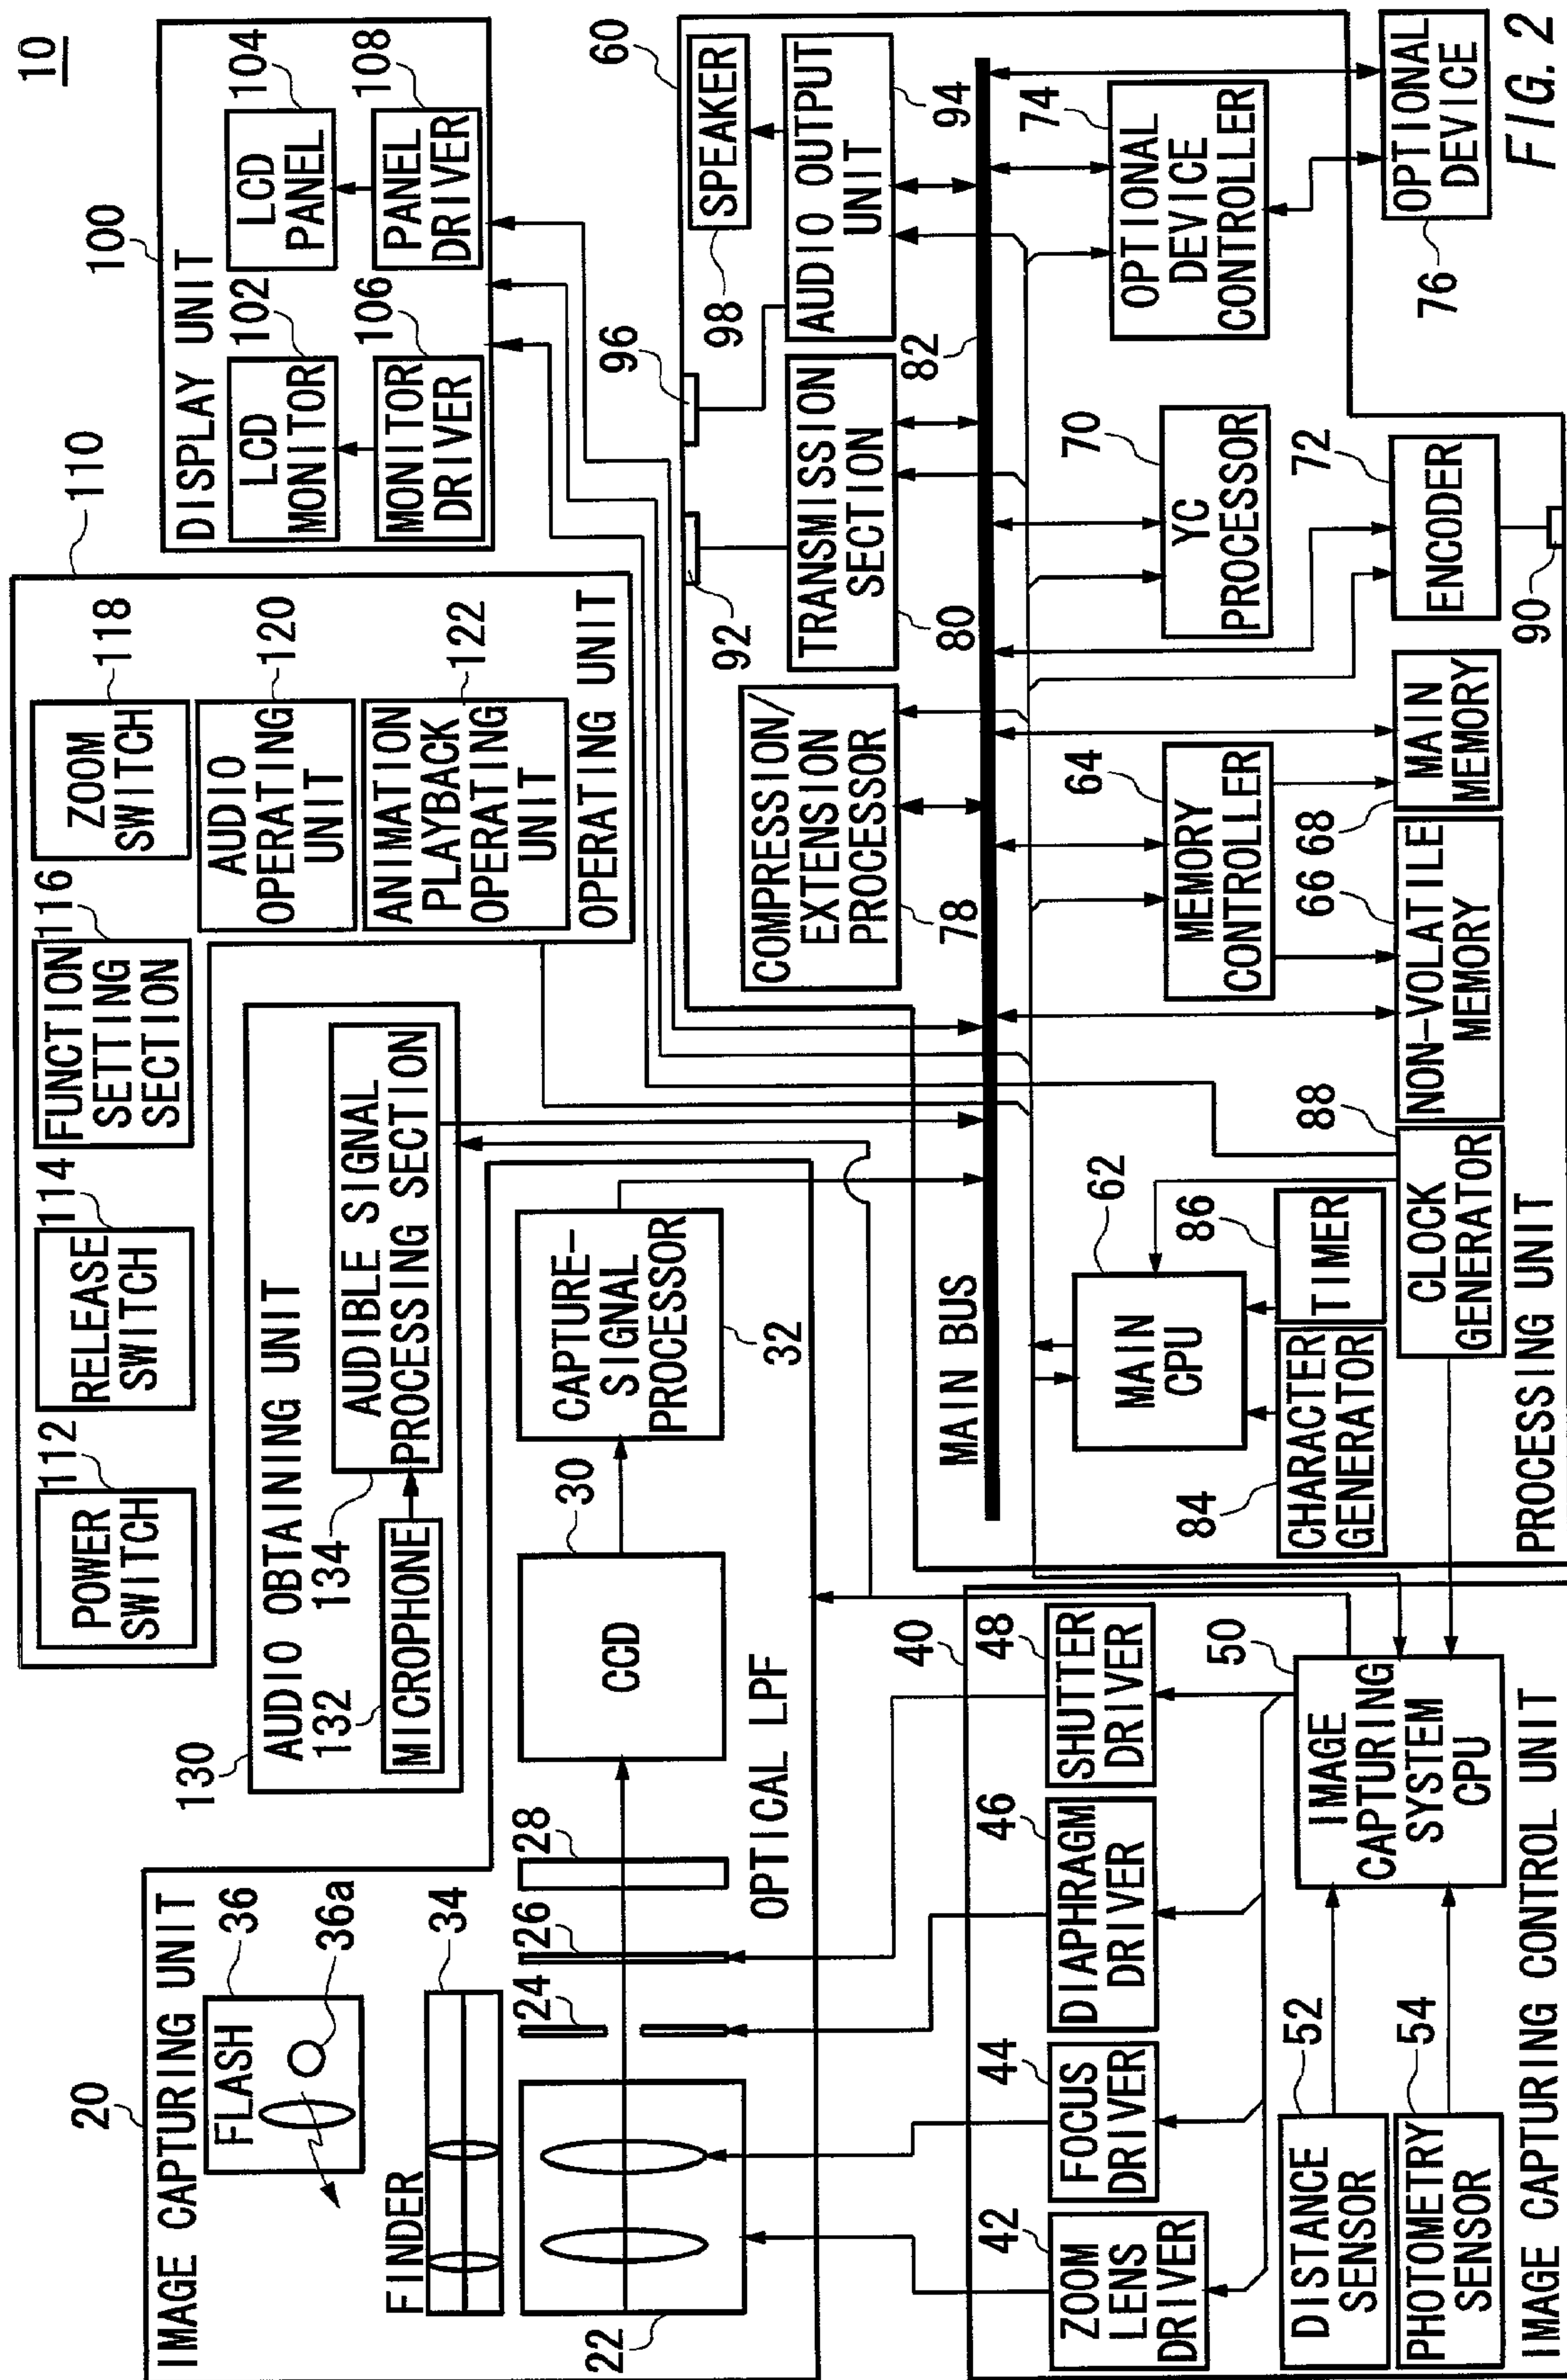 10
20
IMAGE CAPTURING UNIT
FLASH
36
36a
FINDER
34
22
24
26
28
OPTICAL LPF
CCD
30
CAPTURE-
SIGNAL
PROCESSOR
32
130
AUDIO OBTAINING UNIT
132
134
MICROPHONE
AUDIBLE SIGNAL
PROCESSING SECTION
110
112
POWER
SWITCH
114
RELEASE
SWITCH
116
FUNCTION
SETTING
SECTION
118
ZOOM
SWITCH
120
AUDIO
OPERATING
UNIT
122
ANIMATION
PLAYBACK
OPERATING
UNIT
OPERATING UNIT
100
DISPLAY UNIT
102
LCD
MONITOR
104
LCD
PANEL
106
MONITOR
DRIVER
108
PANEL
DRIVER
40
42
ZOOM
LENS
DRIVER
44
FOCUS
DRIVER
46
DIAPHRAGM
DRIVER
48
SHUTTER
DRIVER
50
IMAGE
CAPTURING
SYSTEM
CPU
52
DISTANCE
SENSOR
54
PHOTOMETRY
SENSOR
IMAGE CAPTURING CONTROL UNIT
60
MAIN BUS
82
COMPRESSION/
EXTENSION
PROCESSOR
78
92
TRANSMISSION
SECTION
80
96
98
SPEAKER
AUDIO OUTPUT
UNIT
94
62
MAIN
CPU
84
CHARACTER
GENERATOR
86
TIMER
88
CLOCK
GENERATOR
64
MEMORY
CONTROLLER
66
NON-VOLATILE
MEMORY
68
MAIN
MEMORY
70
YC
PROCESSOR
72
ENCODER
90
74
OPTIONAL
DEVICE
CONTROLLER
76
OPTIONAL
DEVICE
PROCESSING UNIT
FIG. 2